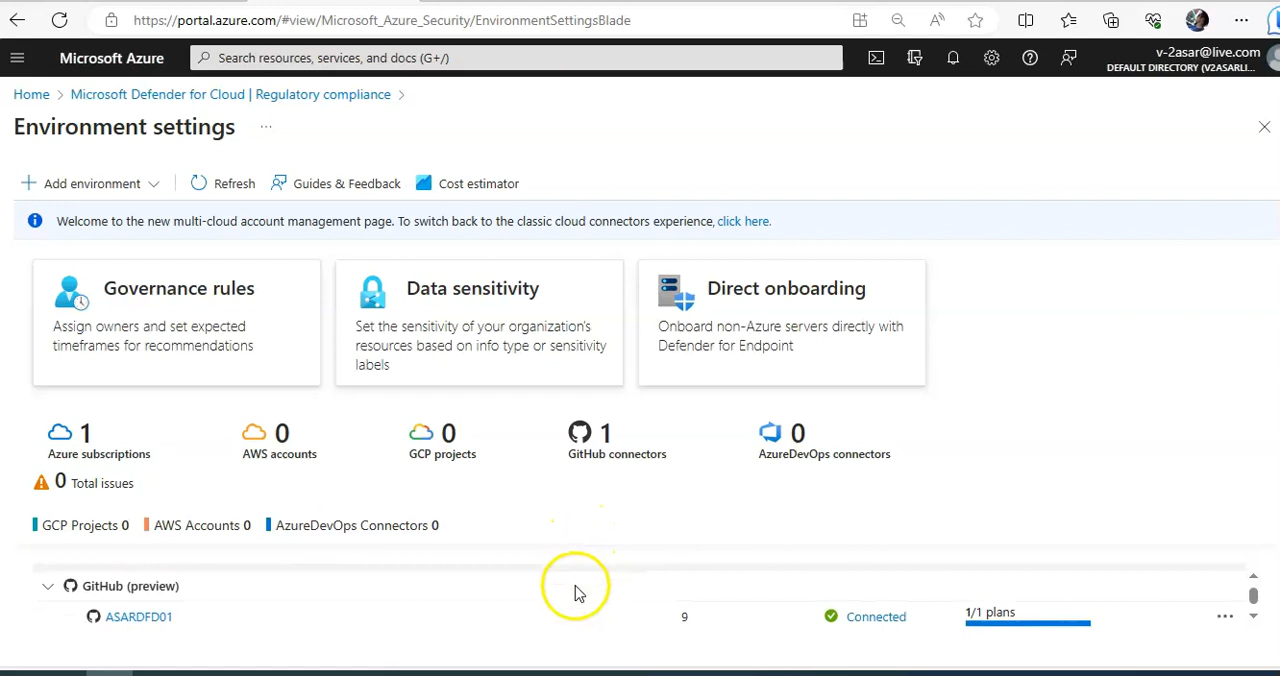 https://portal.azure.com/#view/Microsoft_Azure_Security/EnvironmentSettingsBlade
Microsoft Azure
Search resources, services, and docs (G+/)
v-2asar@live.com
DEFAULT DIRECTORY (V2ASARLI...
Home > Microsoft Defender for Cloud | Regulatory compliance >
Environment settings ...
Add environment
Refresh
Guides & Feedback
Cost estimator
Welcome to the new multi-cloud account management page. To switch back to the classic cloud connectors experience, click here.
Governance rules
Assign owners and set expected
timeframes for recommendations
Data sensitivity
Set the sensitivity of your organization's
resources based on info type or sensitivity
labels
Direct onboarding
Onboard non-Azure servers directly with
Defender for Endpoint
1
Azure subscriptions
0
AWS accounts
0
GCP projects
1
GitHub connectors
0
AzureDevOps connectors
0 Total issues
GCP Projects 0
AWS Accounts 0
AzureDevOps Connectors 0
GitHub (preview)
ASARDFD01
9
Connected
1/1 plans